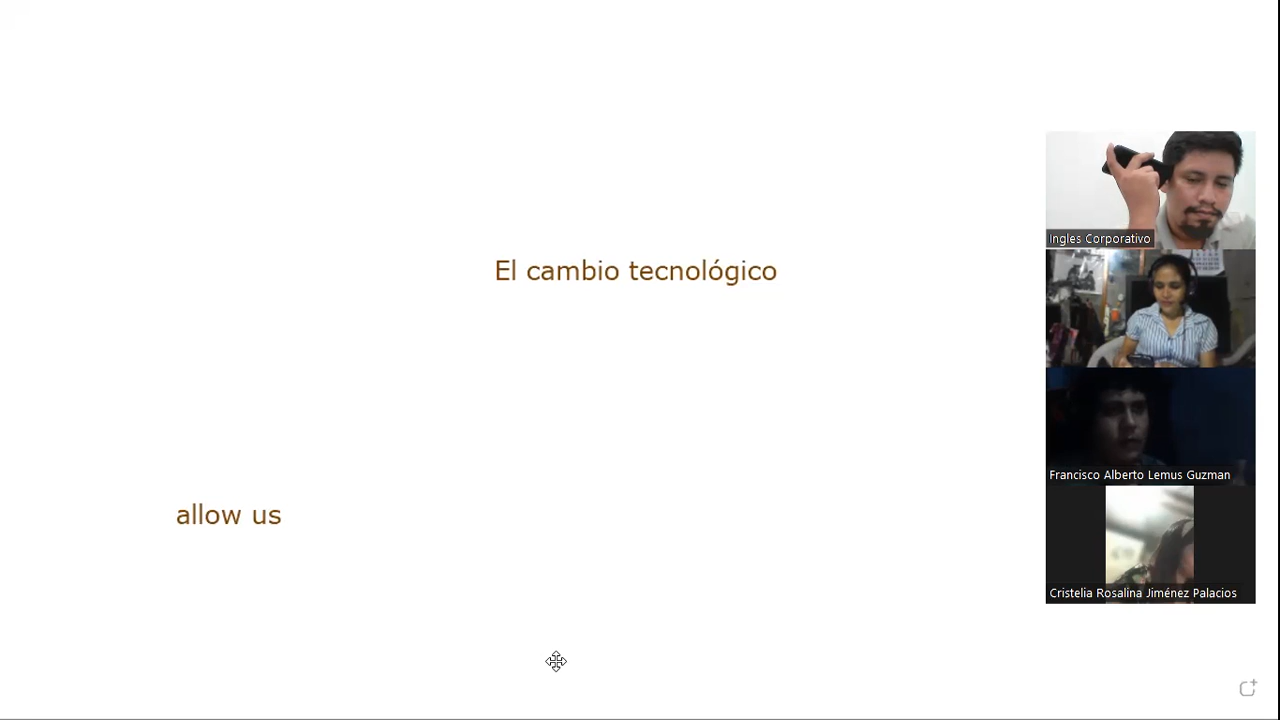 El cambio tecnológico
allow us
Ingles Corporativo
Francisco Alberto Lemus Guzman
Cristelia Rosalina Jiménez Palacios